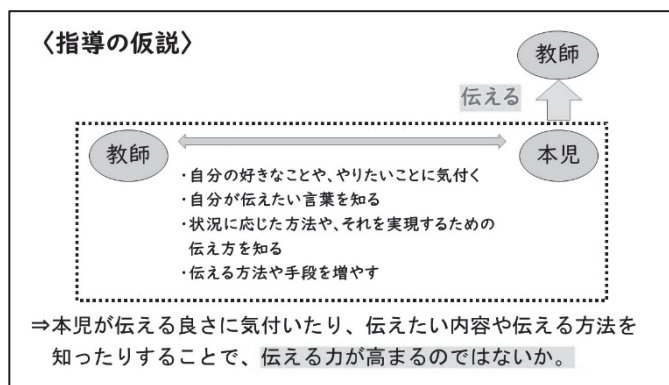 〈指導の仮説〉
教師
伝える
教師
本児
・自分の好きなことや、やりたいことに気付く
・自分が伝えたい言葉を知る
・状況に応じた方法や、それを実現するための
伝え方を知る
・伝える方法や手段を増やす
⇒本児が伝える良さに気付いたり、伝えたい内容や伝える方法を
知ったりすることで、伝える力が高まるのではないか。